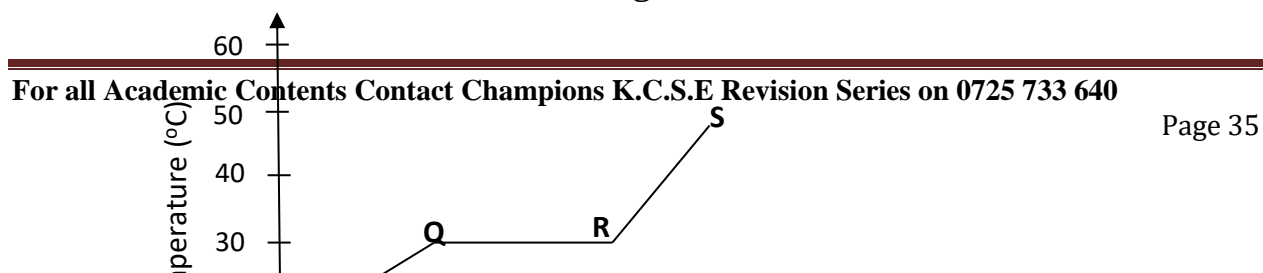 60
For all Academic Contents Contact Champions K.C.S.E Revision Series on 0725 733 640
Page 35
50
S
40
Q
R
30
(°C)